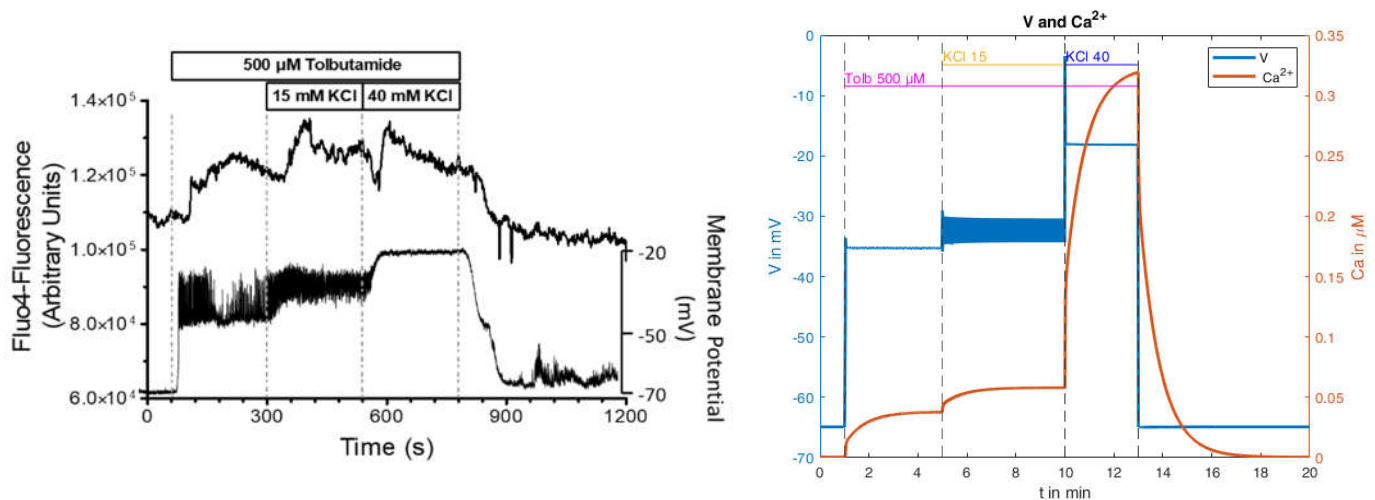 500 µM Tolbutamide
15 mM KCl
40 mM KCl
1.4×10⁵
1.2×10⁵
1.0×10⁵
8.0×10⁴
6.0×10⁴
Fluo4-Fluorescence
(Arbitrary Units)
-20
-50
-70
Membrane Potential
(mV)
0
300
600
900
1200
Time (s)
V and Ca²⁺
0
-10
-20
-30
-40
-50
-60
-70
V in mV
KCl 15
KCl 40
Tolb 500 µM
V
Ca²⁺
0.35
0.3
0.25
0.2
0.15
0.1
0.05
0
Ca in µM
0
2
4
6
8
10
12
14
16
18
20
t in min